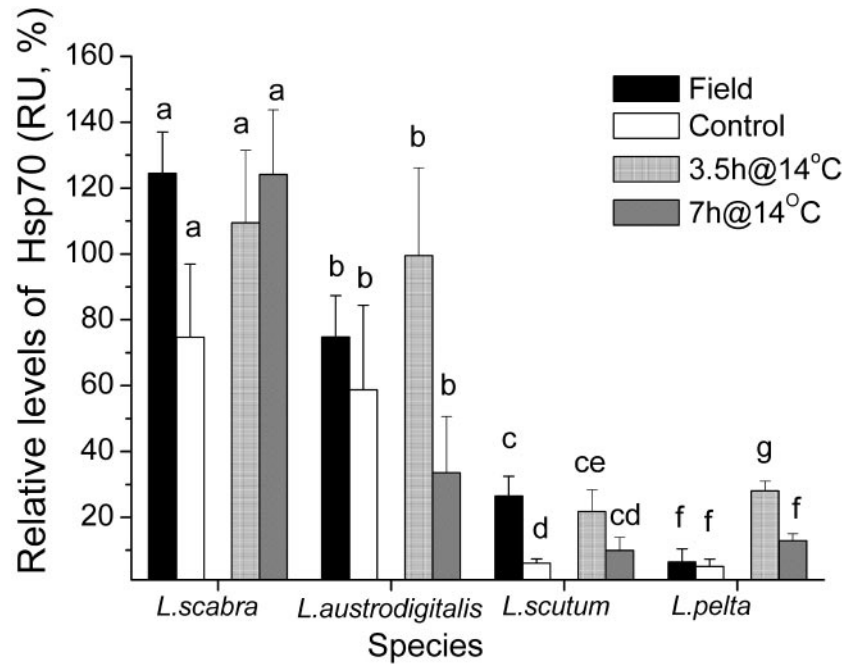 Relative levels of Hsp70 (RU, %)
160
140
120
100
80
60
40
20
Field
Control
3.5h@14°C
7h@14°C
a
a
a
a
b
b
b
b
c
d
ce
cd
f
f
g
f
L.scabra
L.austrodigitalis
L.scutum
L.pelta
Species